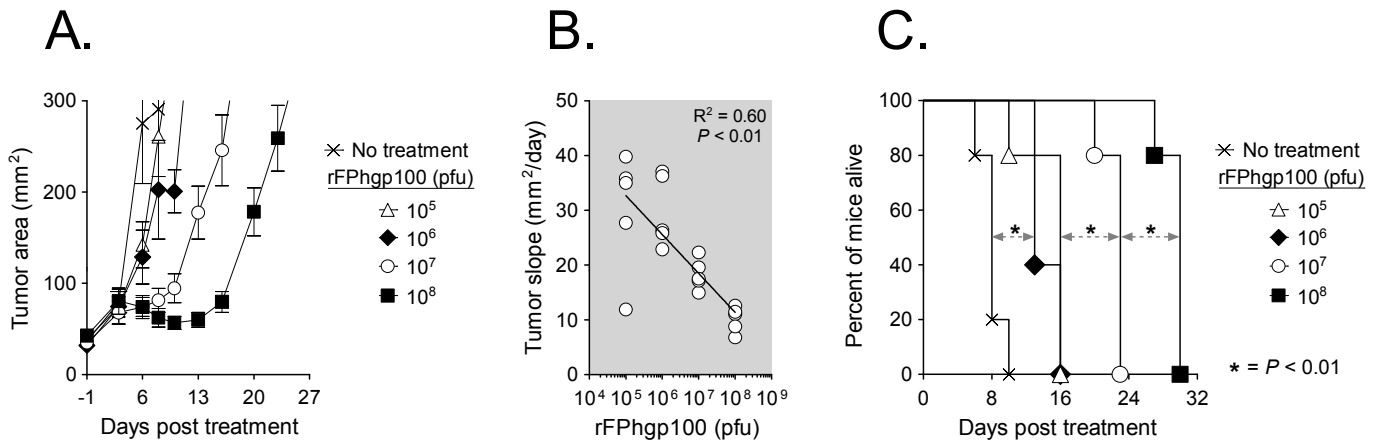 A.
300
200
100
0
Tumor area (mm²)
-1 6 13 20 27
Days post treatment
No treatment
rFPhgp100 (pfu)
10⁵
10⁶
10⁷
10⁸
B.
50
40
30
20
10
0
Tumor slope (mm²/day)
R² = 0.60
P < 0.01
10⁴ 10⁵ 10⁶ 10⁷ 10⁸ 10⁹
rFPhgp100 (pfu)
C.
100
80
60
40
20
0
Percent of mice alive
* * *
0 8 16 24 32
Days post treatment
No treatment
rFPhgp100 (pfu)
10⁵
10⁶
10⁷
10⁸
* = P < 0.01